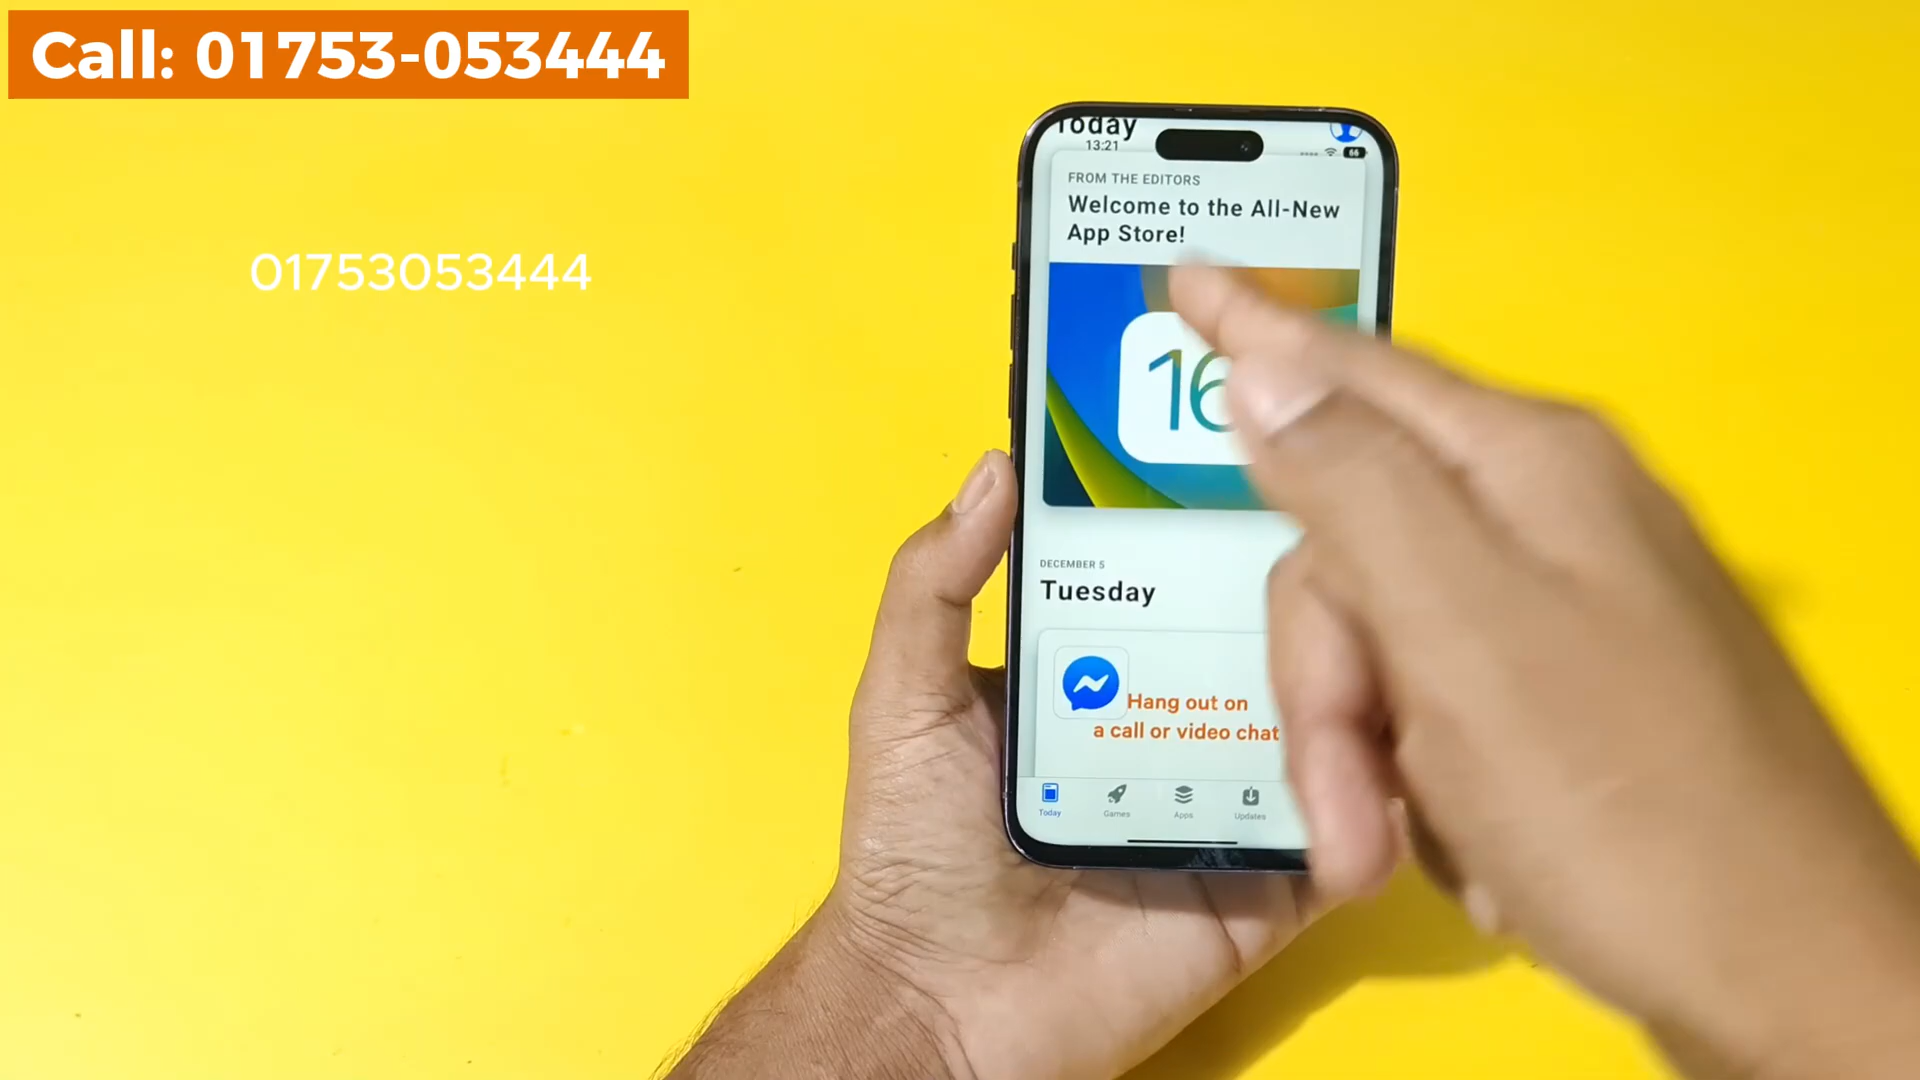 Call: 01753-053444
01753053444
Today
13:21
66
FROM THE EDITORS
Welcome to the All-New
App Store!
16
DECEMBER 5
Tuesday
Hang out on
a call or video chat
Today
Games
Apps
Updates